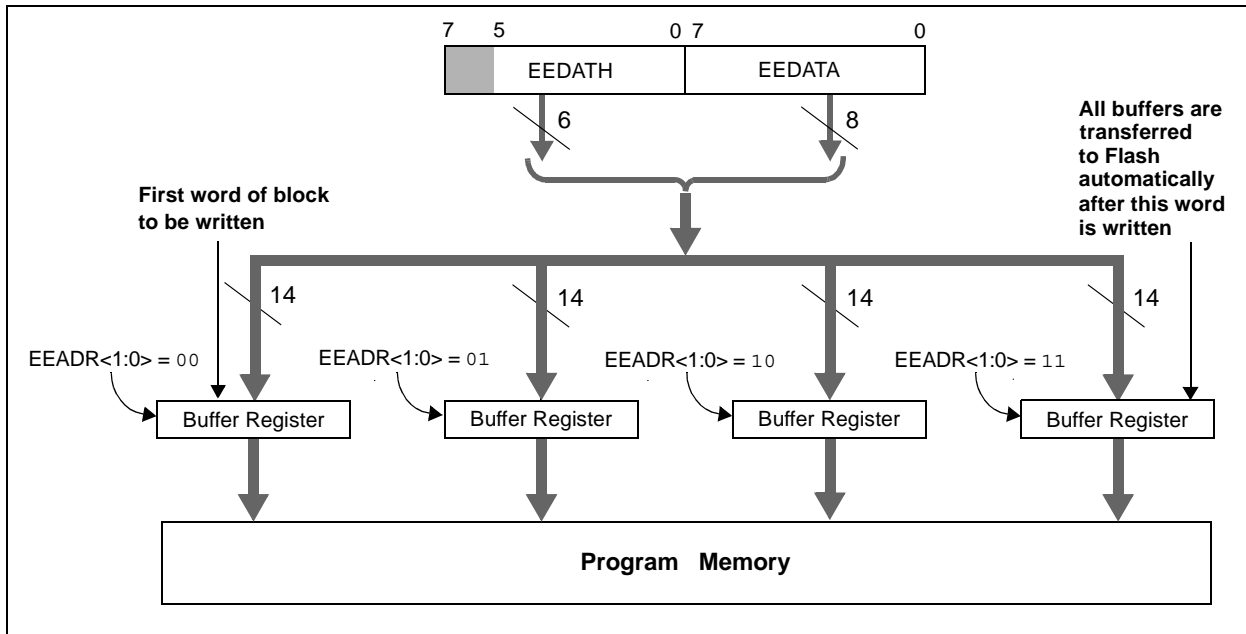 7 5 0 7 0
EEDATH EEDATA
6 8
All buffers are
transferred
to Flash
automatically
after this word
is written
First word of block
to be written
14 14 14 14
EEADR<1:0> = 00 EEADR<1:0> = 01 EEADR<1:0> = 10 EEADR<1:0> = 11
Buffer Register Buffer Register Buffer Register Buffer Register
Program Memory